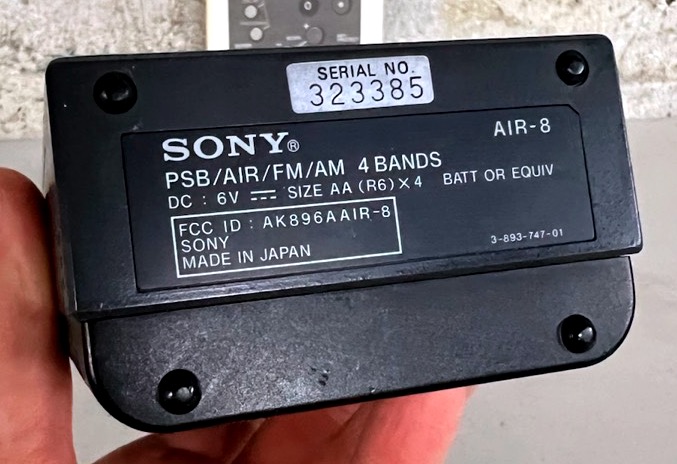 SERIAL NO.
323385
SONY®
AIR-8
PSB/AIR/FM/AM 4 BANDS
DC : 6V ⎓ SIZE AA (R6) × 4 BATT OR EQUIV
FCC ID : AK896AAIR-8
SONY
MADE IN JAPAN
3-893-747-01